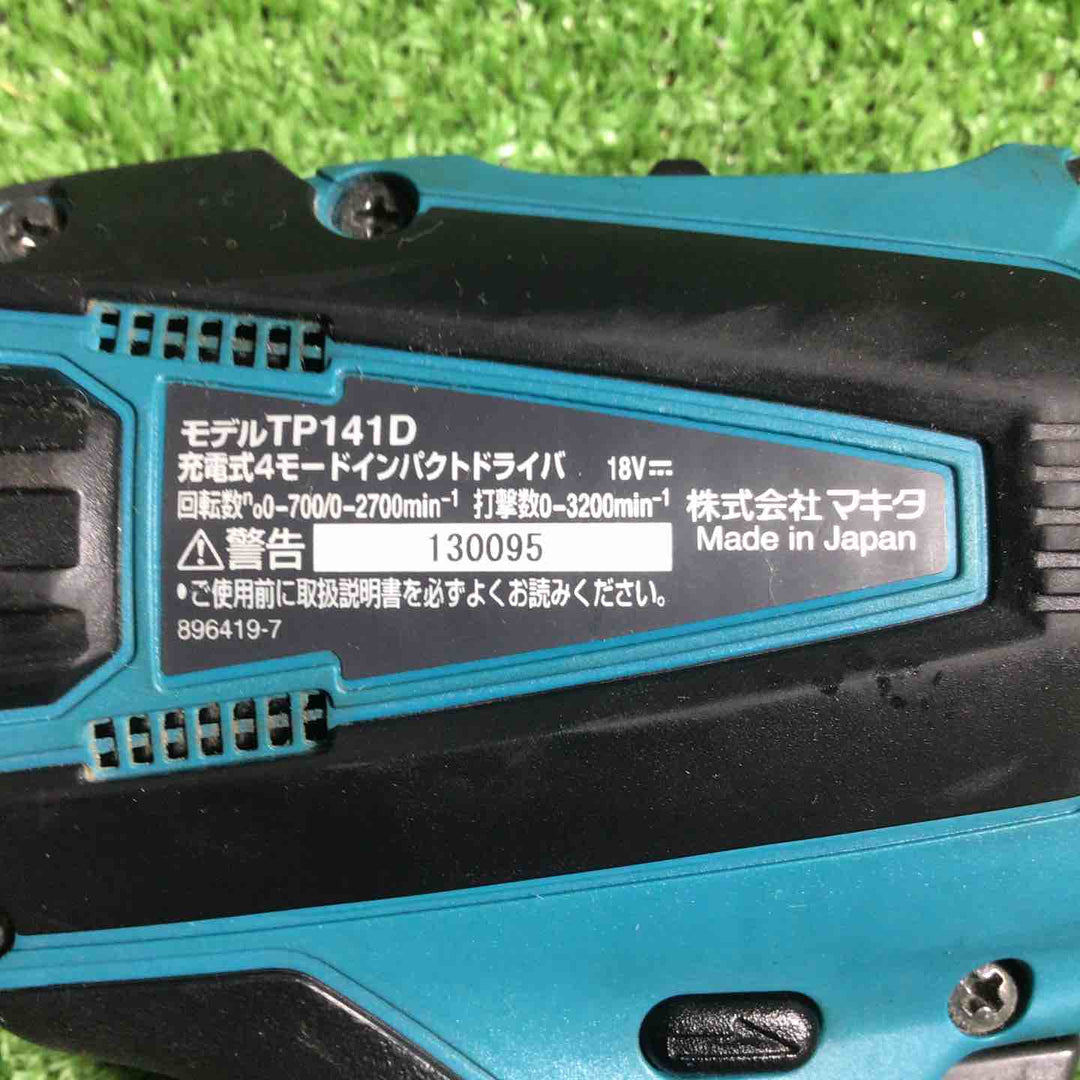 モデルTP141D
充電式4モードインパクトドライバ 18V⎓
回転数n₀0-700/0-2700min⁻¹ 打撃数0-3200min⁻¹
⚠警告 130095
•ご使用前に取扱説明書を必ずよくお読みください。
896419-7
株式会社マキタ
Made in Japan